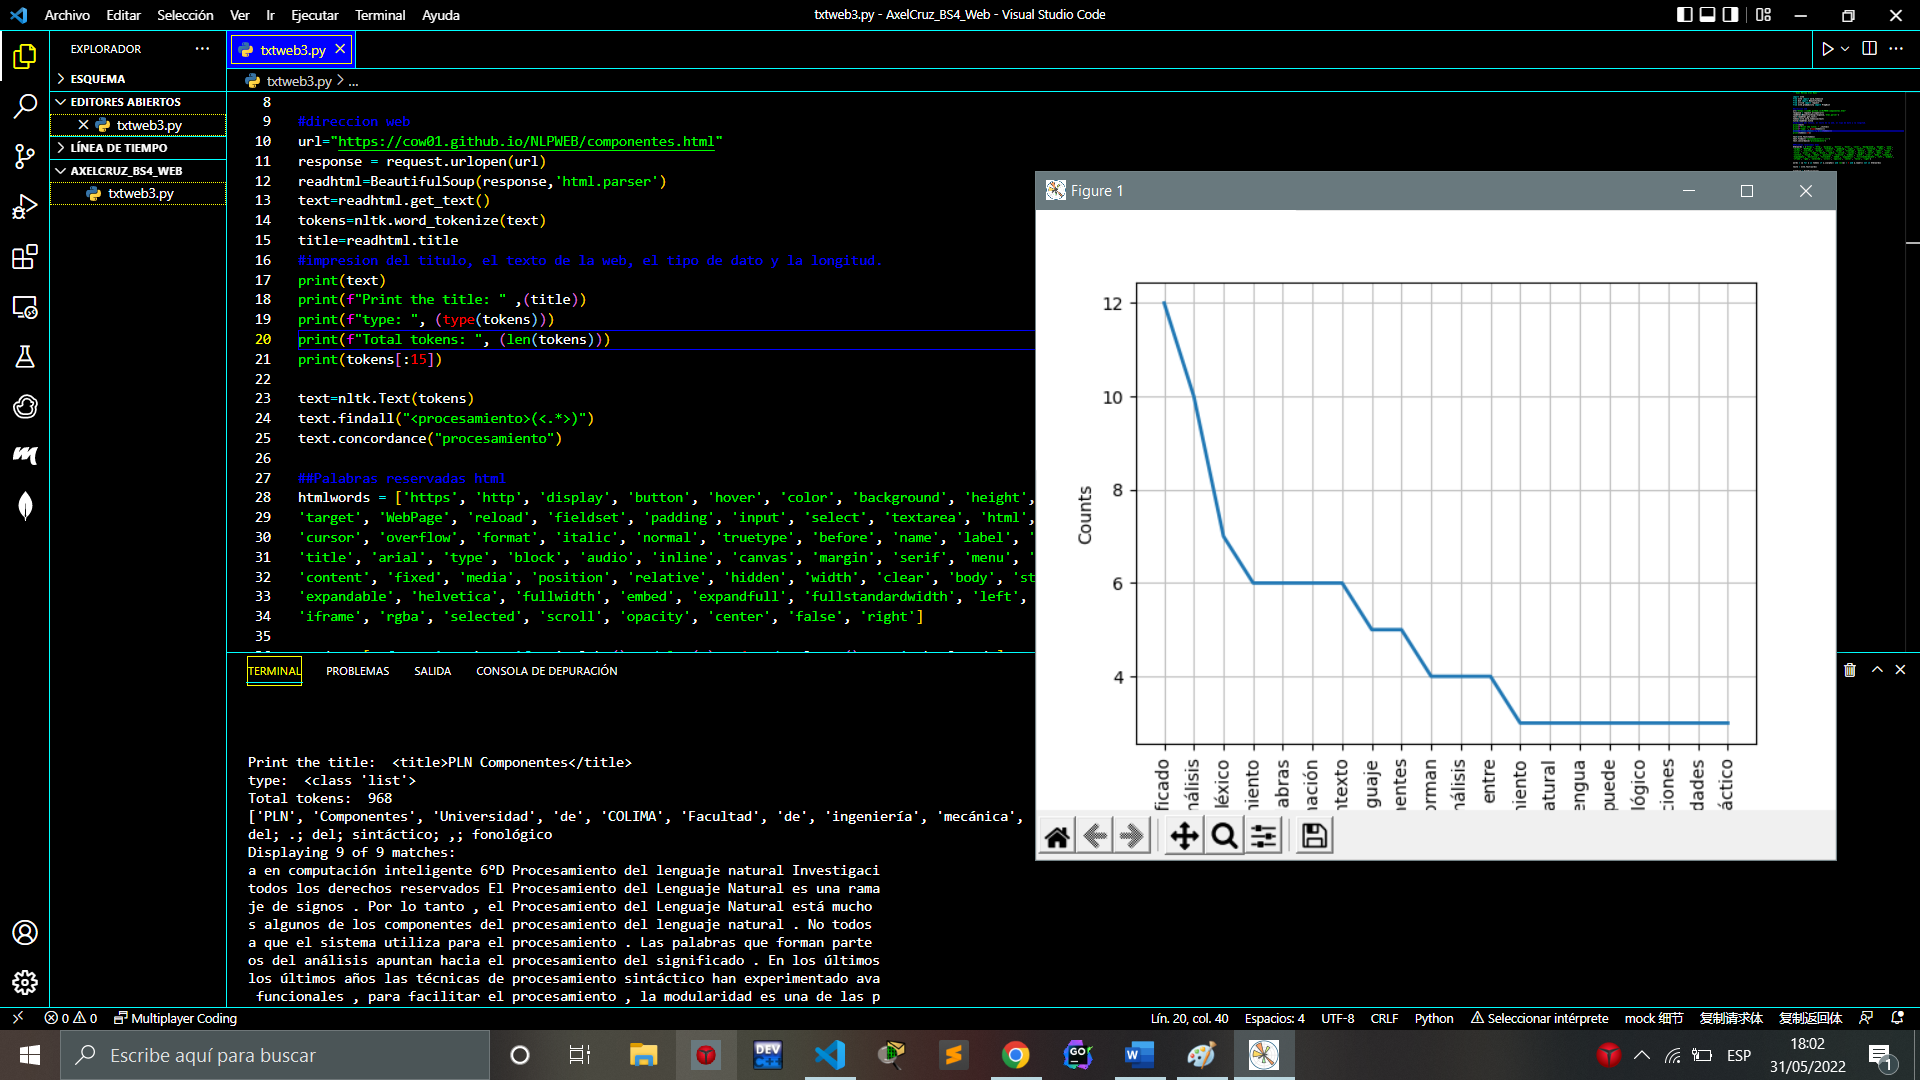 Archivo Editar Selección Ver Ir Ejecutar Terminal Ayuda
txtweb3.py - AxelCruz_BS4_Web - Visual Studio Code
EXPLORADOR
ESQUEMA
EDITORES ABIERTOS
txtweb3.py
LÍNEA DE TIEMPO
AXELCRUZ_BS4_WEB
txtweb3.py
txtweb3.py
txtweb3.py > ...
8
9 #direccion web
10 url="https://cow01.github.io/NLPWEB/componentes.html"
11 response = request.urlopen(url)
12 readhtml=BeautifulSoup(response,'html.parser')
13 text=readhtml.get_text()
14 tokens=nltk.word_tokenize(text)
15 title=readhtml.title
16 #impresion del titulo, el texto de la web, el tipo de dato y la longitud.
17 print(text)
18 print(f"Print the title: " ,(title))
19 print(f"type: ", (type(tokens)))
20 print(f"Total tokens: ", (len(tokens)))
21 print(tokens[:15])
22
23 text=nltk.Text(tokens)
24 text.findall("<procesamiento>(<.*>)")
25 text.concordance("procesamiento")
26
27 ##Palabras reservadas html
28 htmlwords = ['https', 'http', 'display', 'button', 'hover', 'color', 'background', 'height',
29 'target', 'WebPage', 'reload', 'fieldset', 'padding', 'input', 'select', 'textarea', 'html',
30 'cursor', 'overflow', 'format', 'italic', 'normal', 'truetype', 'before', 'name', 'label', '
31 'title', 'arial', 'type', 'block', 'audio', 'inline', 'canvas', 'margin', 'serif', 'menu', '
32 'content', 'fixed', 'media', 'position', 'relative', 'hidden', 'width', 'clear', 'body', 'st
33 'expandable', 'helvetica', 'fullwidth', 'embed', 'expandfull', 'fullstandardwidth', 'left',
34 'iframe', 'rgba', 'selected', 'scroll', 'opacity', 'center', 'false', 'right']
35
TERMINAL PROBLEMAS SALIDA CONSOLA DE DEPURACIÓN
Print the title:  <title>PLN Componentes</title>
type:  <class 'list'>
Total tokens:  968
['PLN', 'Componentes', 'Universidad', 'de', 'COLIMA', 'Facultad', 'de', 'ingeniería', 'mecánica',
del; .; del; sintáctico; ,; fonológico
Displaying 9 of 9 matches:
a en computación inteligente 6ºD Procesamiento del lenguaje natural Investigaci
todos los derechos reservados El Procesamiento del Lenguaje Natural es una rama
je de signos . Por lo tanto , el Procesamiento del Lenguaje Natural está mucho
s algunos de los componentes del procesamiento del lenguaje natural . No todos
a que el sistema utiliza para el procesamiento . Las palabras que forman parte
os del análisis apuntan hacia el procesamiento del significado . En los últimos
los últimos años las técnicas de procesamiento sintáctico han experimentado ava
funcionales , para facilitar el procesamiento , la modularidad es una de las p
Figure 1
12
10
8
6
4
Counts
ficado
nálisis
léxico
miento
abras
nación
ntexto
guaje
nentes
orman
nálisis
entre
miento
atural
engua
puede
lógico
ciones
dades
áctico
0 0 Multiplayer Coding
Lín. 20, col. 40 Espacios: 4 UTF-8 CRLF Python Seleccionar intérprete mock 细节 复制请求体 复制返回体
Escribe aquí para buscar
DEV C++
GO
W
ESP
18:02
31/05/2022
1